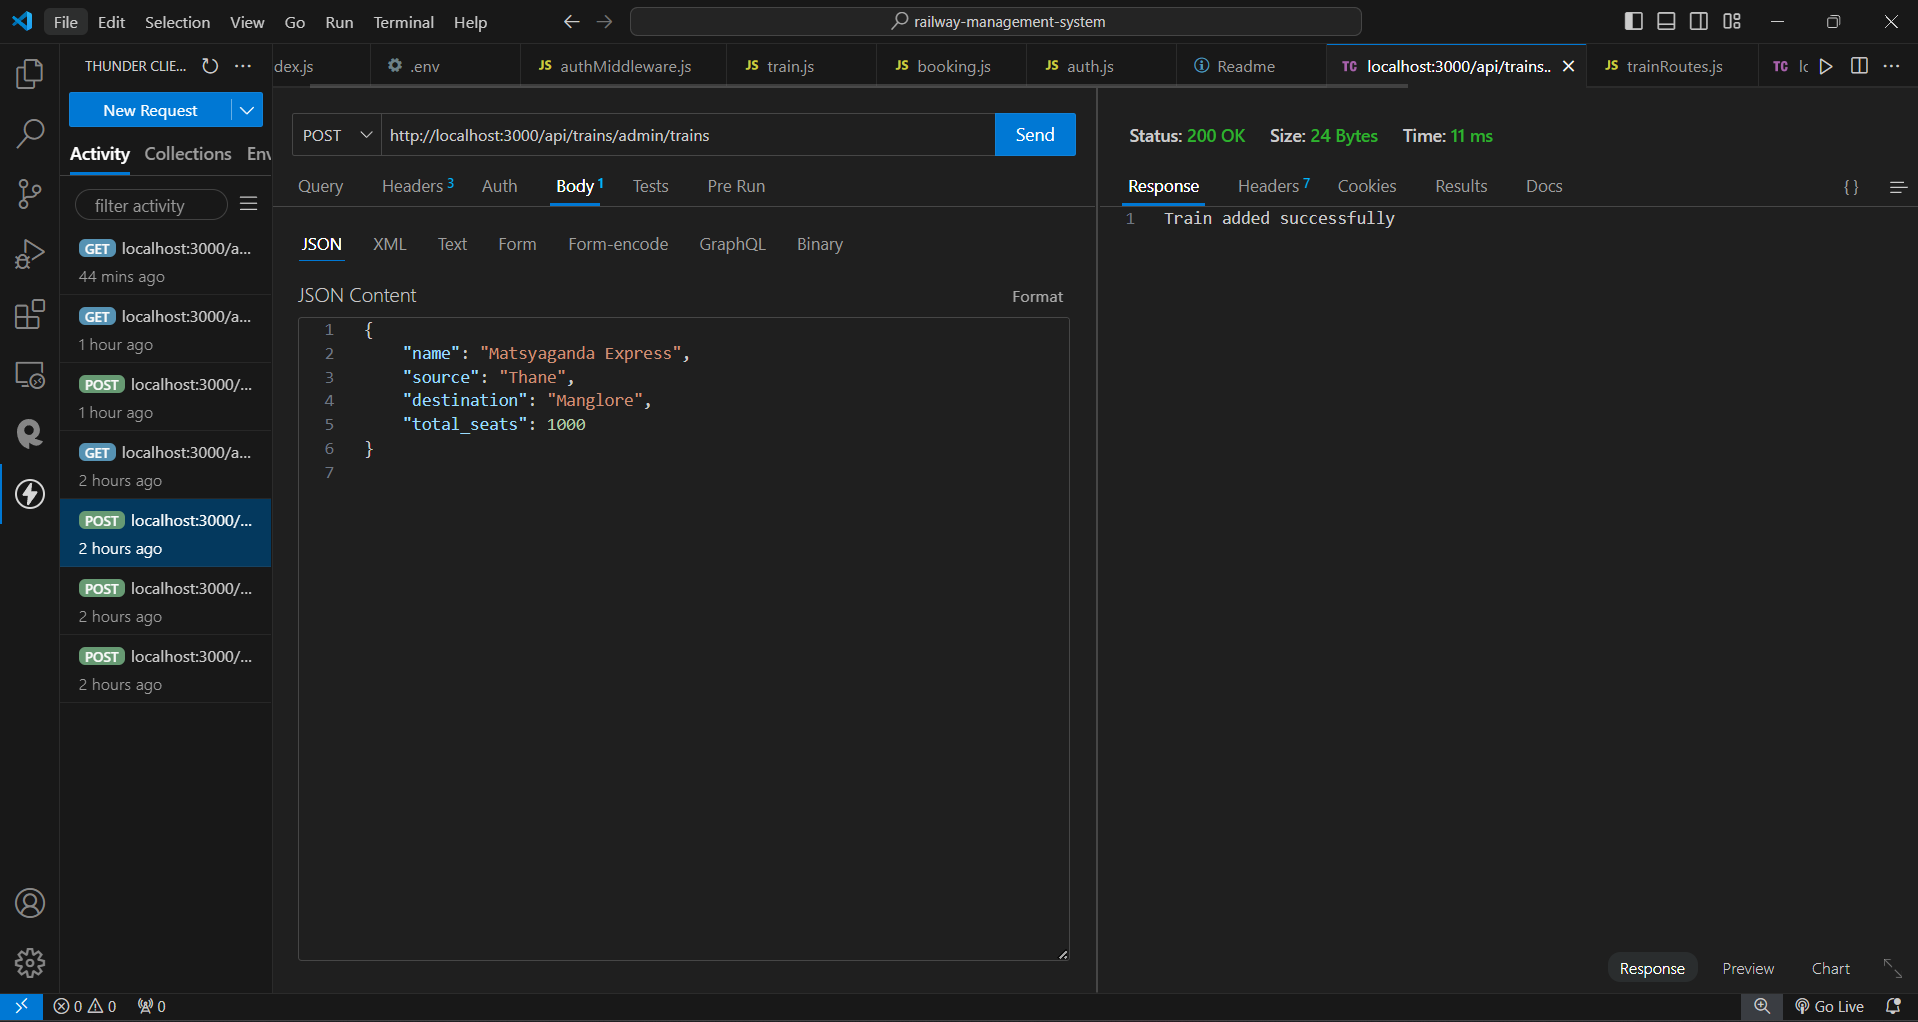 File Edit Selection View Go Run Terminal Help railway-management-system
THUNDER CLIE... dex.js .env JS authMiddleware.js JS train.js JS booking.js JS auth.js Readme TC localhost:3000/api/trains.. JS trainRoutes.js TC lc
New Request
Activity Collections Env
filter activity
GET localhost:3000/a...
44 mins ago
GET localhost:3000/a...
1 hour ago
POST localhost:3000/...
1 hour ago
GET localhost:3000/a...
2 hours ago
POST localhost:3000/...
2 hours ago
POST localhost:3000/...
2 hours ago
POST localhost:3000/...
2 hours ago
POST http://localhost:3000/api/trains/admin/trains Send
Query Headers 3 Auth Body 1 Tests Pre Run
JSON XML Text Form Form-encode GraphQL Binary
JSON Content Format
1 {
2 "name": "Matsyaganda Express",
3 "source": "Thane",
4 "destination": "Manglore",
5 "total_seats": 1000
6 }
7
Status: 200 OK Size: 24 Bytes Time: 11 ms
Response Headers 7 Cookies Results Docs { }
1 Train added successfully
Response Preview Chart
0 0 0 Go Live